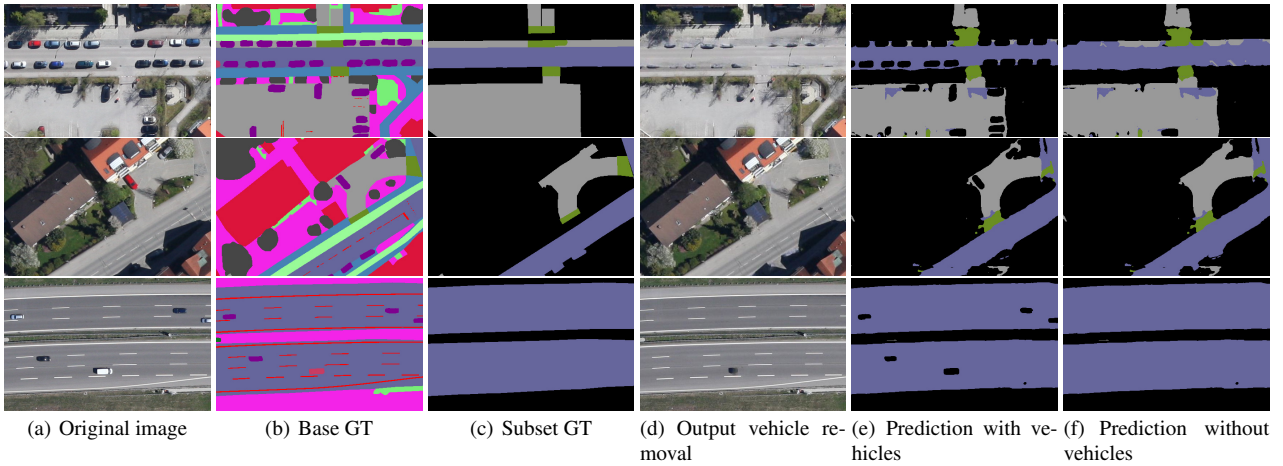 (a) Original image
(b) Base GT
(c) Subset GT
(d) Output vehicle re-
moval
(e) Prediction with ve-
hicles
(f) Prediction without
vehicles